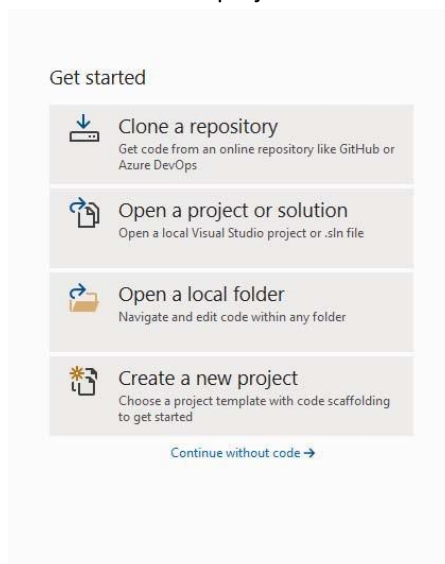 Get started
Clone a repository
Get code from an online repository like GitHub or
Azure DevOps
Open a project or solution
Open a local Visual Studio project or .sln file
Open a local folder
Navigate and edit code within any folder
Create a new project
Choose a project template with code scaffolding
to get started
Continue without code →